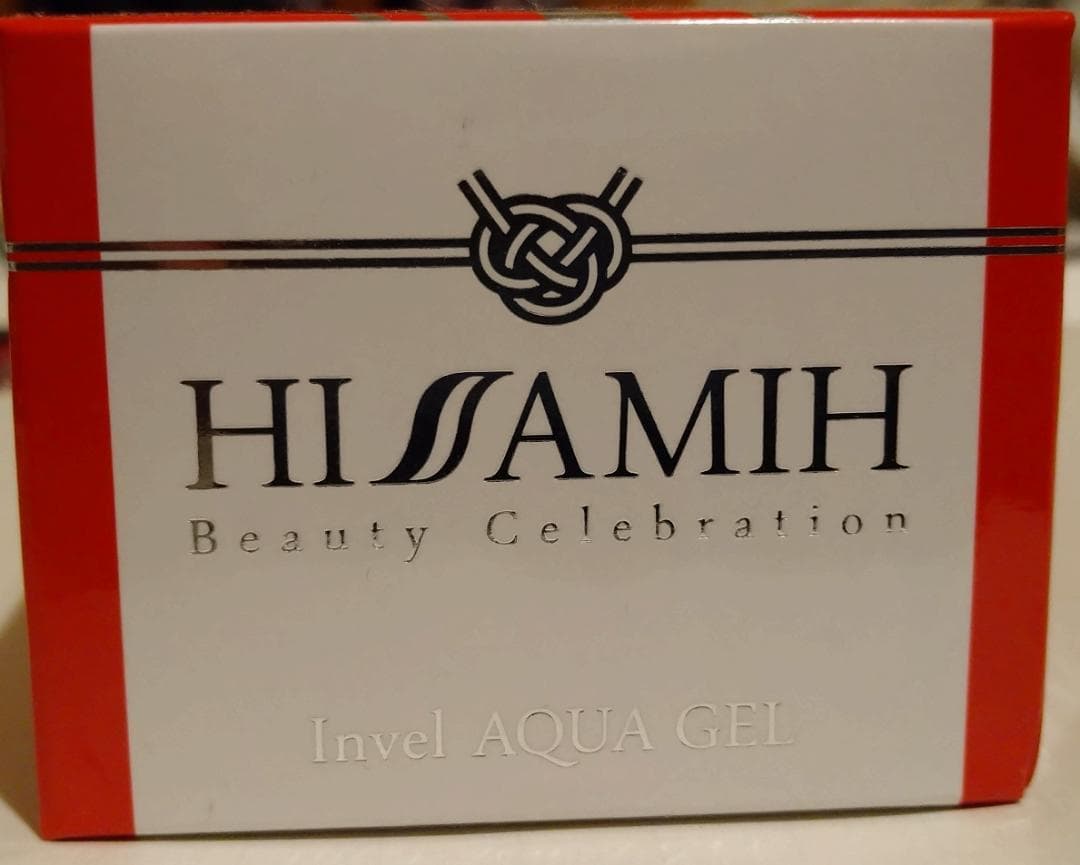 HISAMIH
Beauty Celebration
Invel AQUA GEL